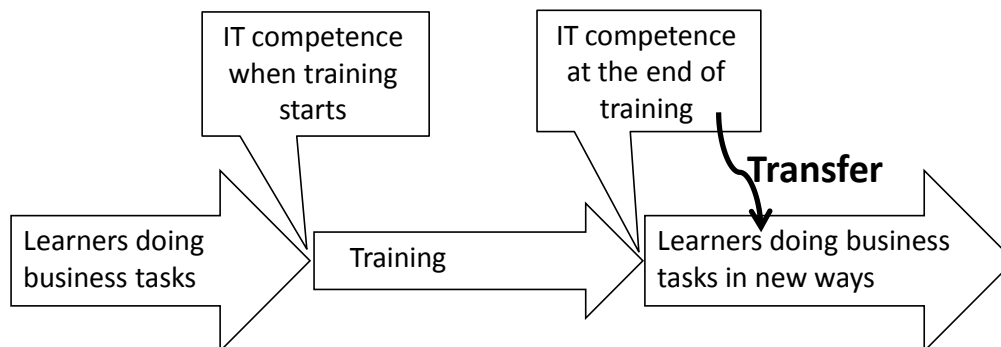 IT competence
when training
starts
IT competence
at the end of
training
Transfer
Learners doing
business tasks
Training
Learners doing business
tasks in new ways